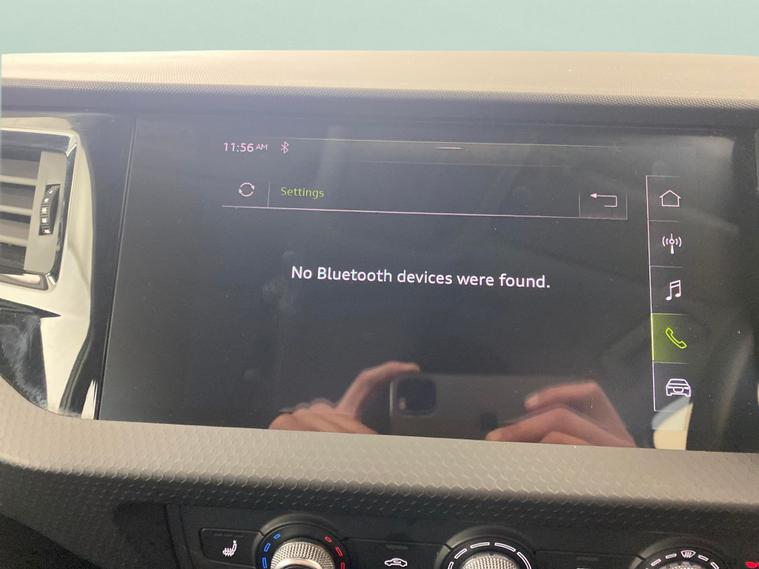 11:56 AM
Settings
No Bluetooth devices were found.